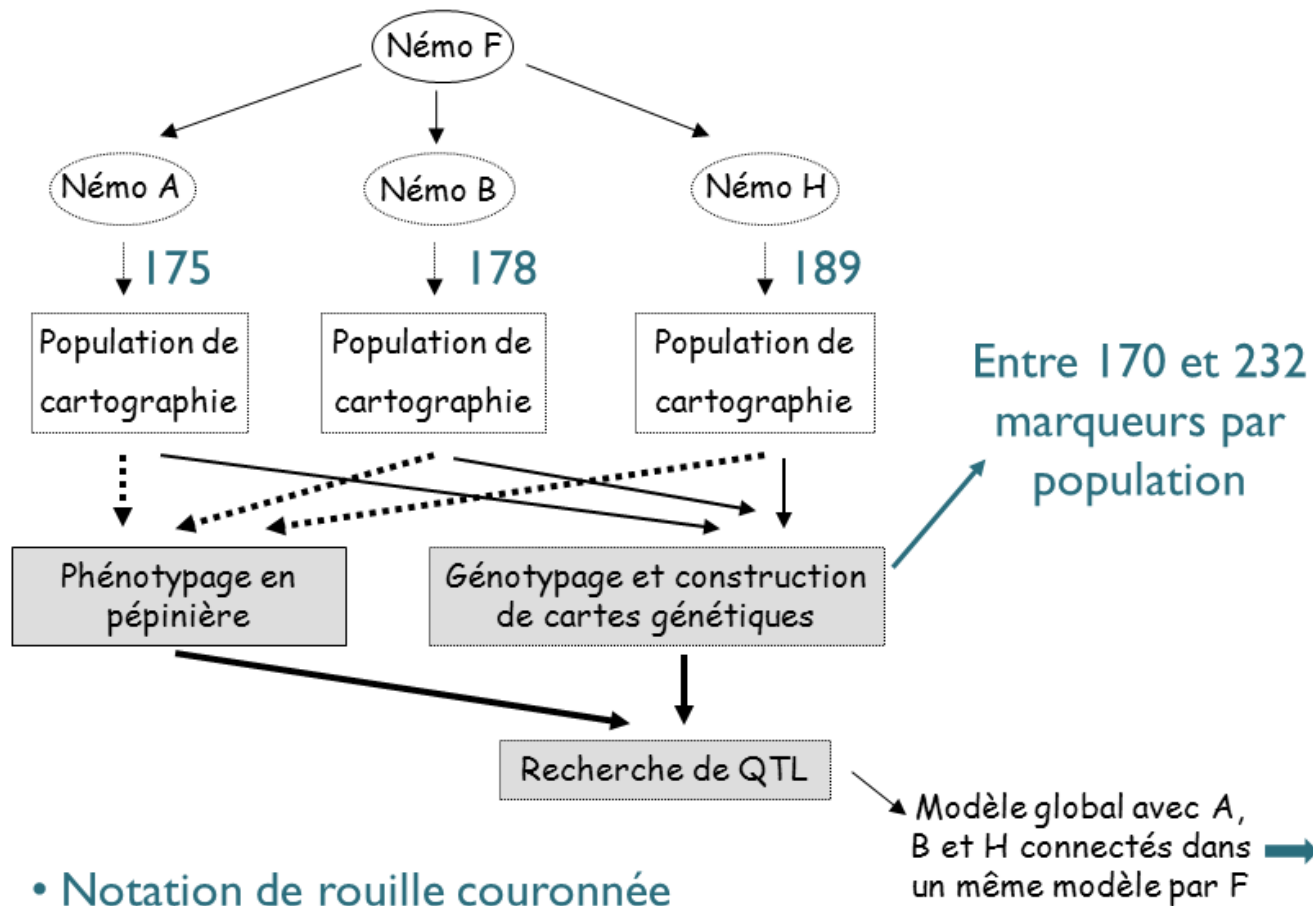 Némo F
Némo A
Némo B
Némo H
175
178
189
Population de
cartographie
Population de
cartographie
Population de
cartographie
Entre 170 et 232
marqueurs par
population
Phénotypage en
pépinière
Génotypage et construction
de cartes génétiques
Recherche de QTL
Modèle global avec A,
B et H connectés dans
un même modèle par F
• Notation de rouille couronnée